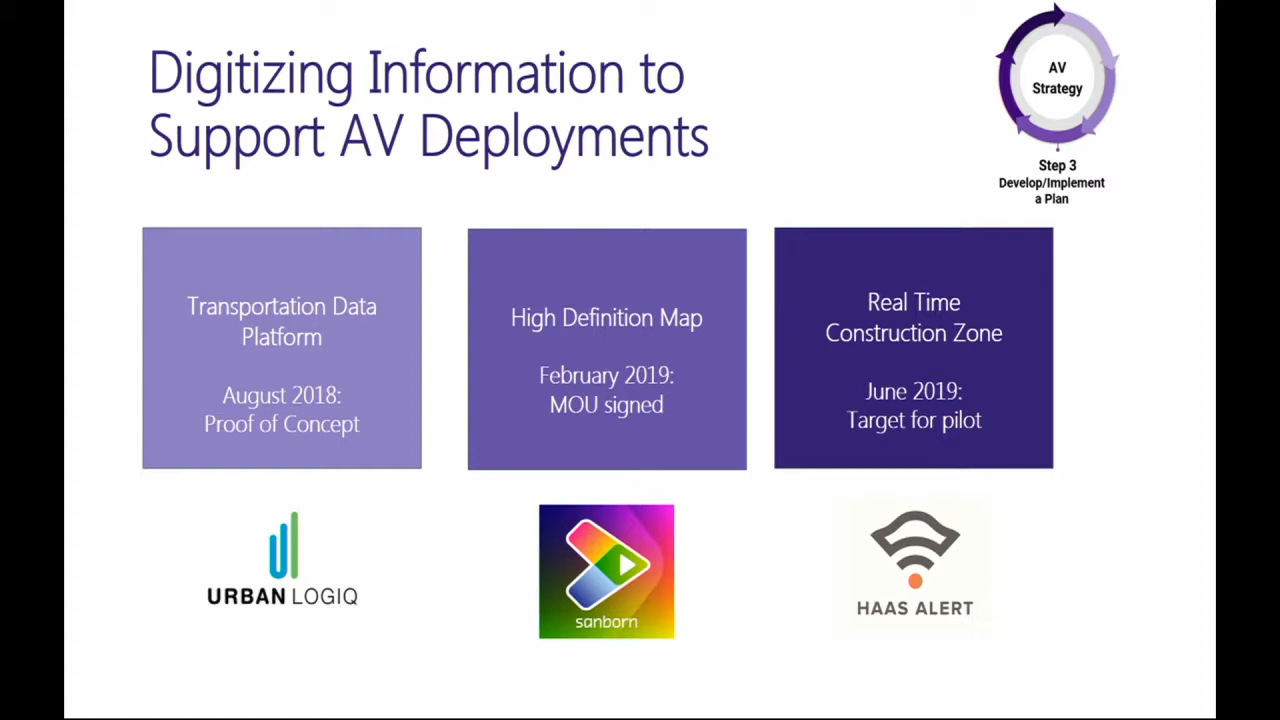 Digitizing Information to
Support AV Deployments
AV
Strategy
Step 3
Develop/Implement
a Plan
Transportation Data
Platform
August 2018:
Proof of Concept
High Definition Map
February 2019:
MOU signed
Real Time
Construction Zone
June 2019:
Target for pilot
URBAN LOGIQ
sanborn
HAAS ALERT